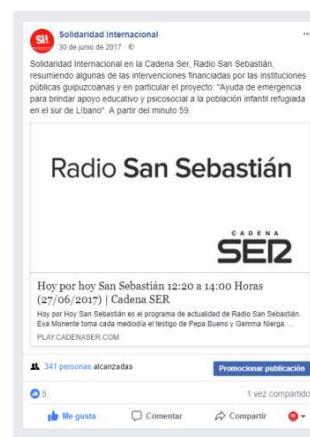 Sí!
Solidaridad Internacional
30 de junio de 2017 ·
Solidaridad Internacional en la Cadena Ser, Radio San Sebastián,
resumiendo algunas de las intervenciones financiadas por las instituciones
públicas guipuzcoanas y en particular el proyecto: "Ayuda de emergencia
para brindar apoyo educativo y psicosocial a la población infantil refugiada
en el sur de Líbano". A partir del minuto 59.
Radio San Sebastián
CADENA
SER
Hoy por hoy San Sebastián 12:20 a 14:00 Horas
(27/06/2017) | Cadena SER
Hoy por Hoy San Sebastián es el programa de actualidad de Radio San Sebastián.
Eva Monente toma cada mediodía el testigo de Pepa Bueno y Gemma Nierga....
PLAY.CADENASER.COM
341 personas alcanzadas
Promocionar publicación
5
1 vez compartido
Me gusta
Comentar
Compartir